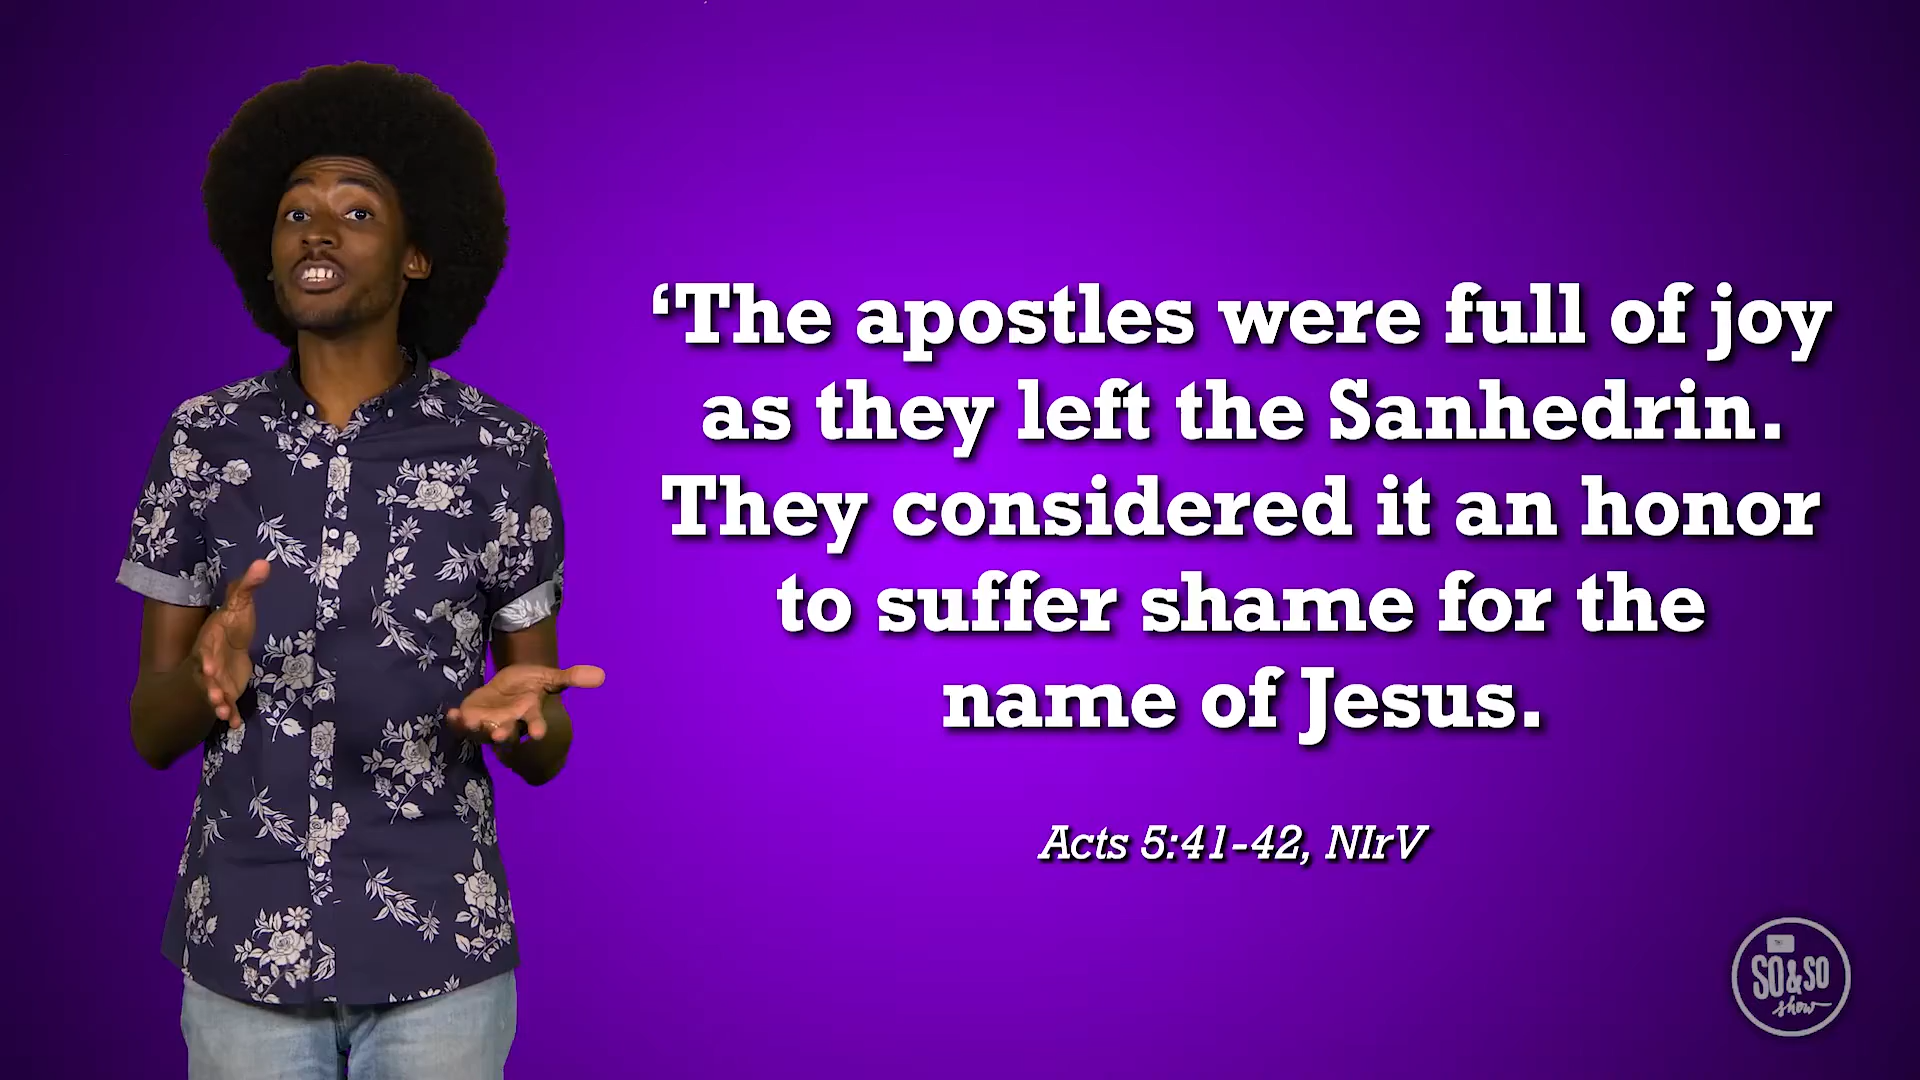 ‘The apostles were full of joy
as they left the Sanhedrin.
They considered it an honor
to suffer shame for the
name of Jesus.
Acts 5:41-42, NIrV
SO & SO
show